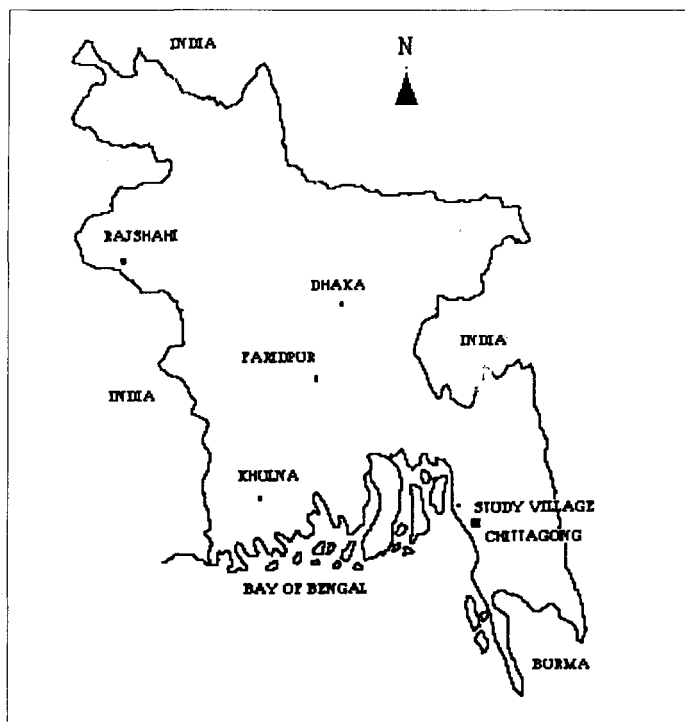 INDIA
N
RAJSHAHI
DHAKA
INDIA
FARIDPUR
INDIA
KHULNA
STUDY VILLAGE
CHITTAGONG
BAY OF BENGAL
BURMA